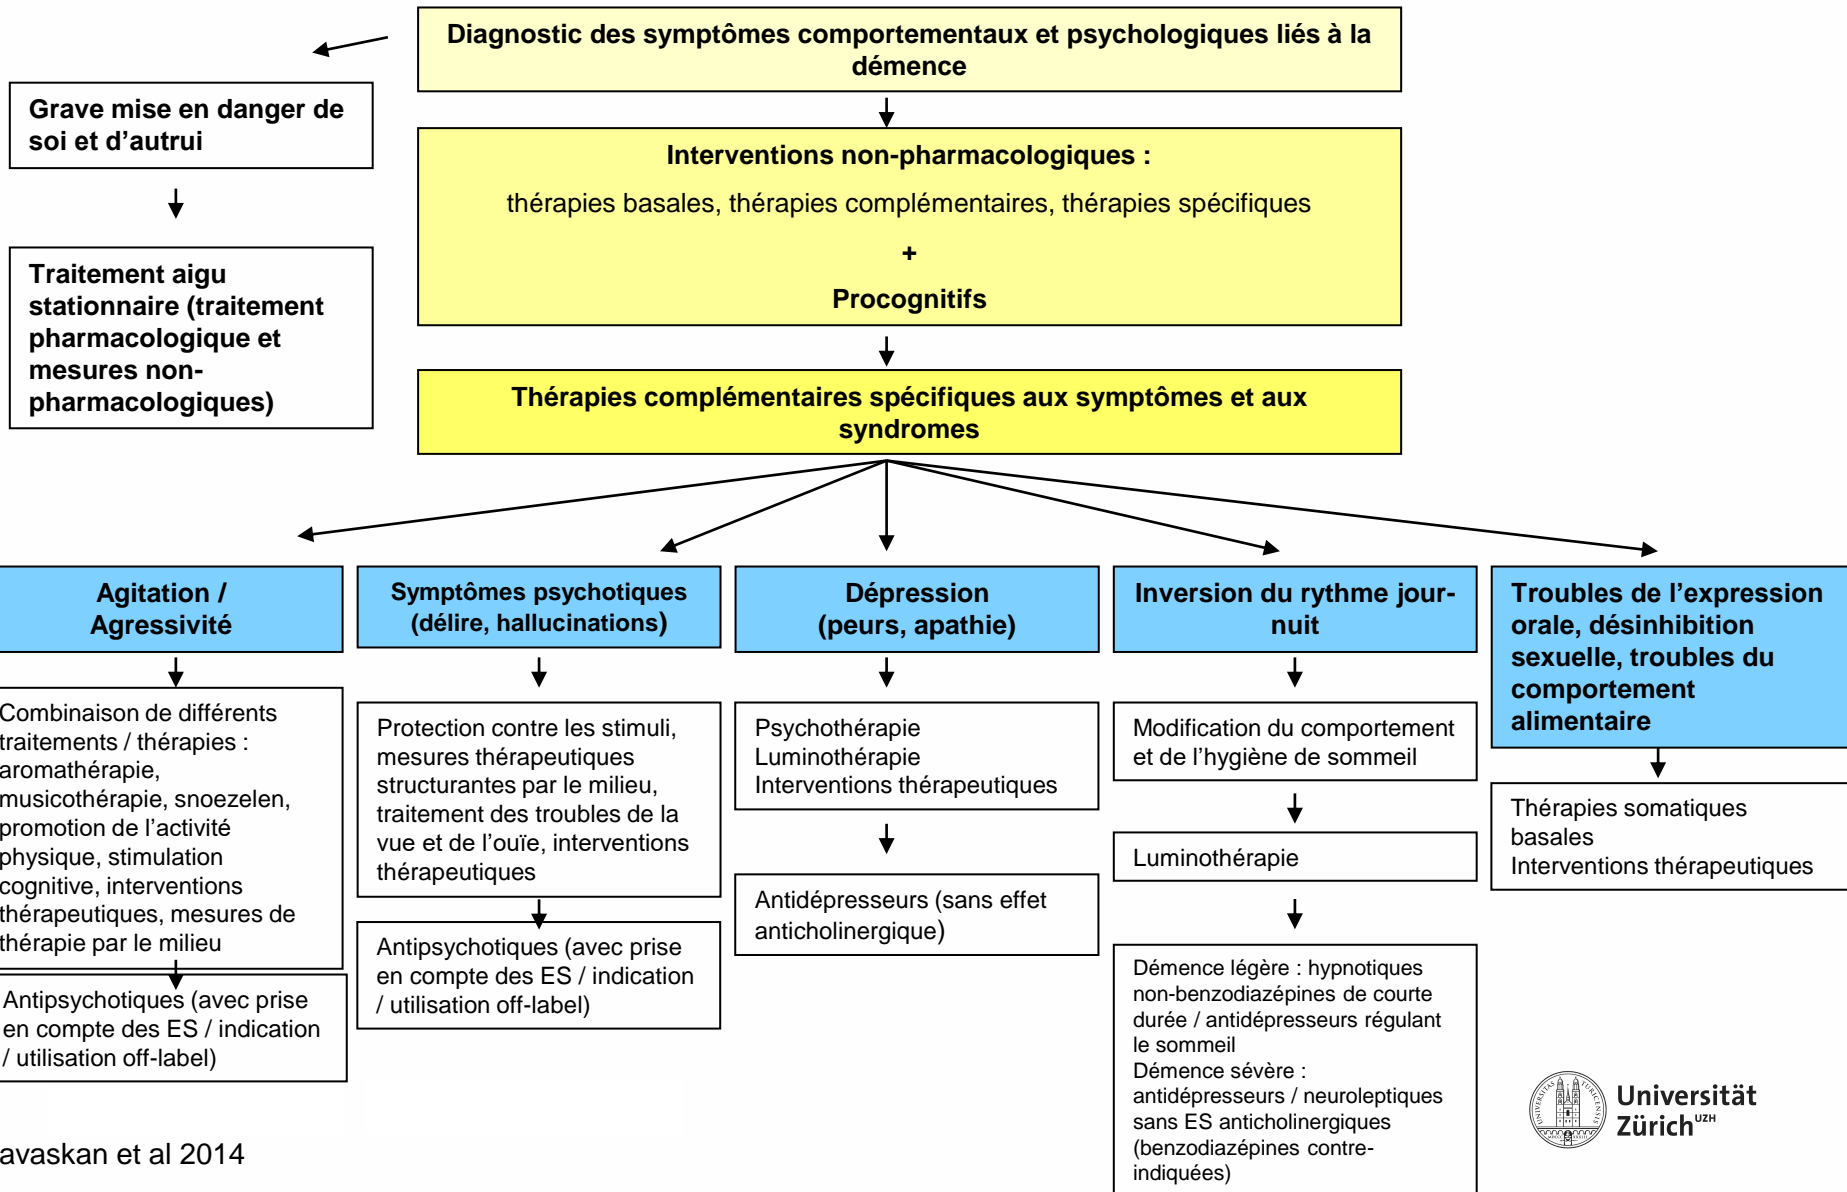 Diagnostic des symptômes comportementaux et psychologiques liés à la
démence
Grave mise en danger de
soi et d’autrui
Interventions non-pharmacologiques :
thérapies basales, thérapies complémentaires, thérapies spécifiques
+
Procognitifs
Traitement aigu
stationnaire (traitement
pharmacologique et
mesures non-
pharmacologiques)
Thérapies complémentaires spécifiques aux symptômes et aux
syndromes
Agitation /
Agressivité
Combinaison de différents
traitements / thérapies :
aromathérapie,
musicothérapie, snoezelen,
promotion de l’activité
physique, stimulation
cognitive, interventions
thérapeutiques, mesures de
thérapie par le milieu
Antipsychotiques (avec prise
en compte des ES / indication
/ utilisation off-label)
Symptômes psychotiques
(délire, hallucinations)
Protection contre les stimuli,
mesures thérapeutiques
structurantes par le milieu,
traitement des troubles de la
vue et de l’ouïe, interventions
thérapeutiques
Antipsychotiques (avec prise
en compte des ES / indication
/ utilisation off-label)
Dépression
(peurs, apathie)
Psychothérapie
Luminothérapie
Interventions thérapeutiques
Antidépresseurs (sans effet
anticholinergique)
Inversion du rythme jour-
nuit
Modification du comportement
et de l’hygiène de sommeil
Luminothérapie
Démence légère : hypnotiques
non-benzodiazépines de courte
durée / antidépresseurs régulant
le sommeil
Démence sévère :
antidépresseurs / neuroleptiques
sans ES anticholinergiques
(benzodiazépines contre-
indiquées)
Troubles de l’expression
orale, désinhibition
sexuelle, troubles du
comportement
alimentaire
Thérapies somatiques
basales
Interventions thérapeutiques
avaskan et al 2014
Universität
Zürich UZH